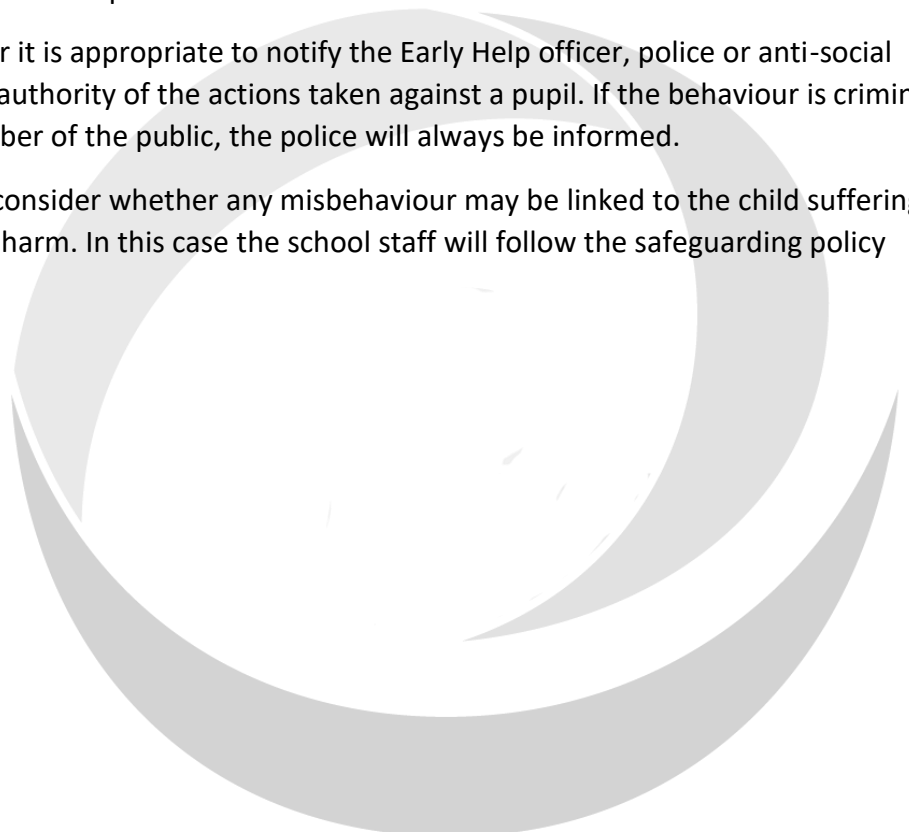 r it is appropriate to notify the Early Help officer, police or anti-social
authority of the actions taken against a pupil. If the behaviour is crimin
ber of the public, the police will always be informed.
consider whether any misbehaviour may be linked to the child suffering
harm. In this case the school staff will follow the safeguarding policy